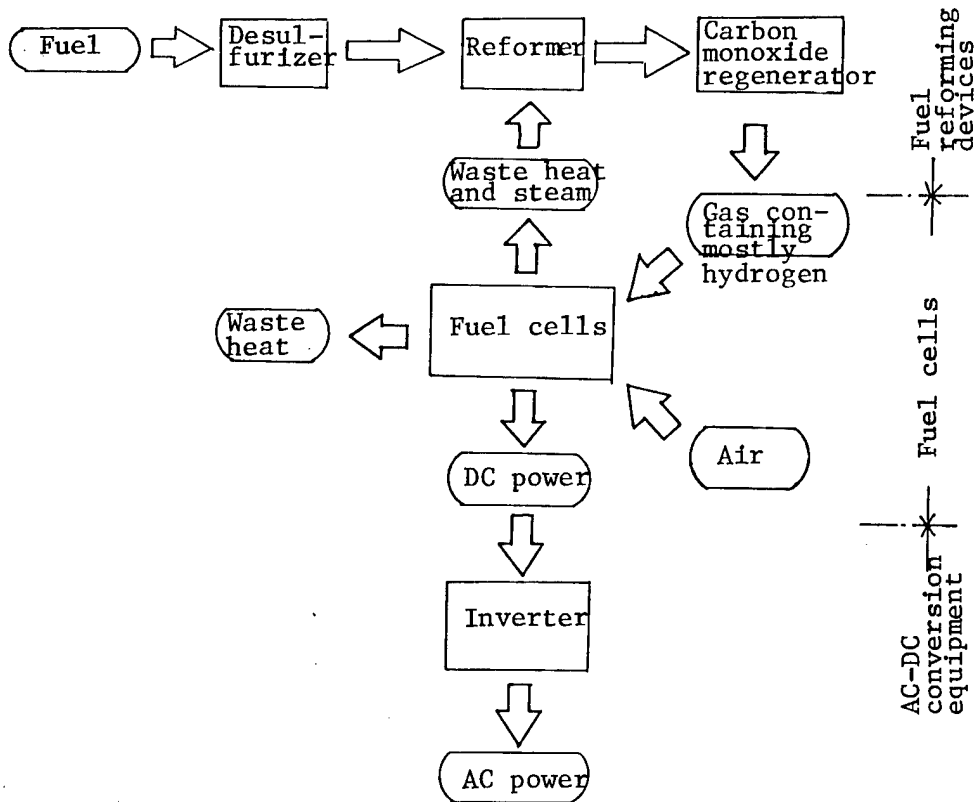 Fuel
Desul-
furizer
Reformer
Carbon
monoxide
regenerator
Waste heat
and steam
Gas con-
taining
mostly
hydrogen
Waste
heat
Fuel cells
Air
DC power
Inverter
AC power
Fuel
reforming
devices
Fuel cells
AC-DC
conversion
equipment